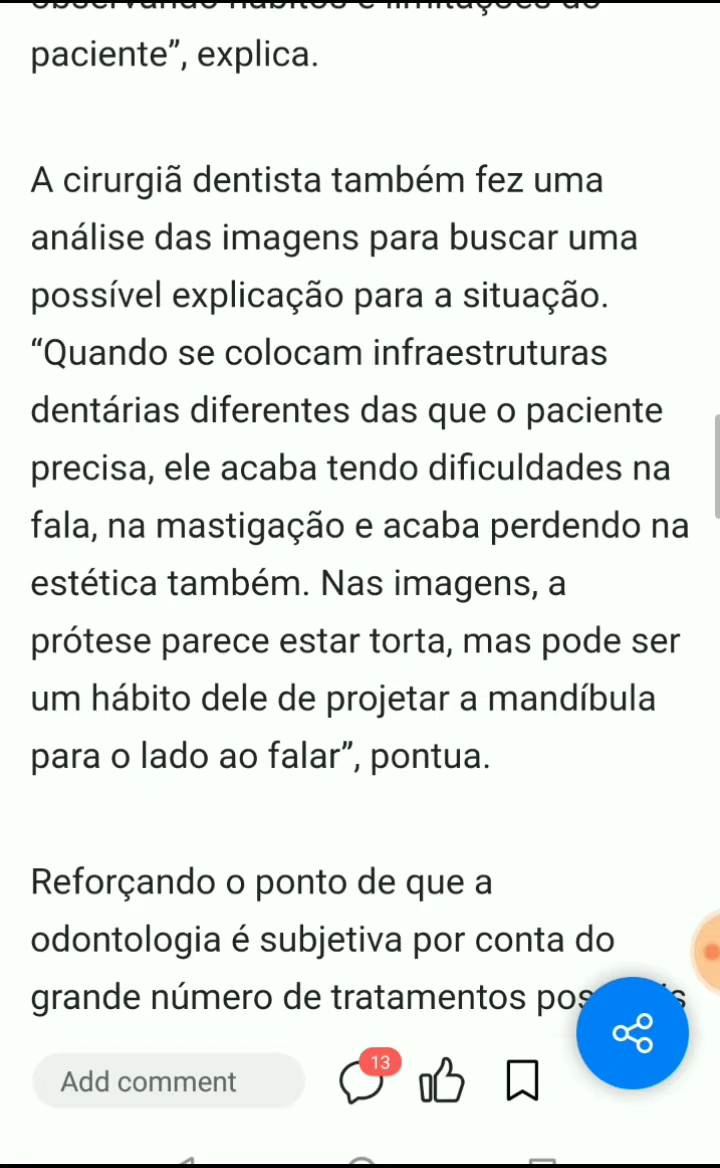 observando hábitos e limitações do
paciente”, explica.
A cirurgiã dentista também fez uma
análise das imagens para buscar uma
possível explicação para a situação.
“Quando se colocam infraestruturas
dentárias diferentes das que o paciente
precisa, ele acaba tendo dificuldades na
fala, na mastigação e acaba perdendo na
estética também. Nas imagens, a
prótese parece estar torta, mas pode ser
um hábito dele de projetar a mandíbula
para o lado ao falar”, pontua.
Reforçando o ponto de que a
odontologia é subjetiva por conta do
grande número de tratamentos
Add comment
13